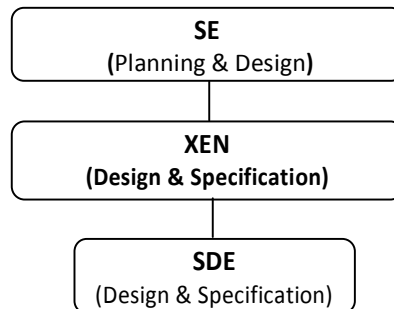 SE
(Planning & Design)
XEN
(Design & Specification)
SDE
(Design & Specification)